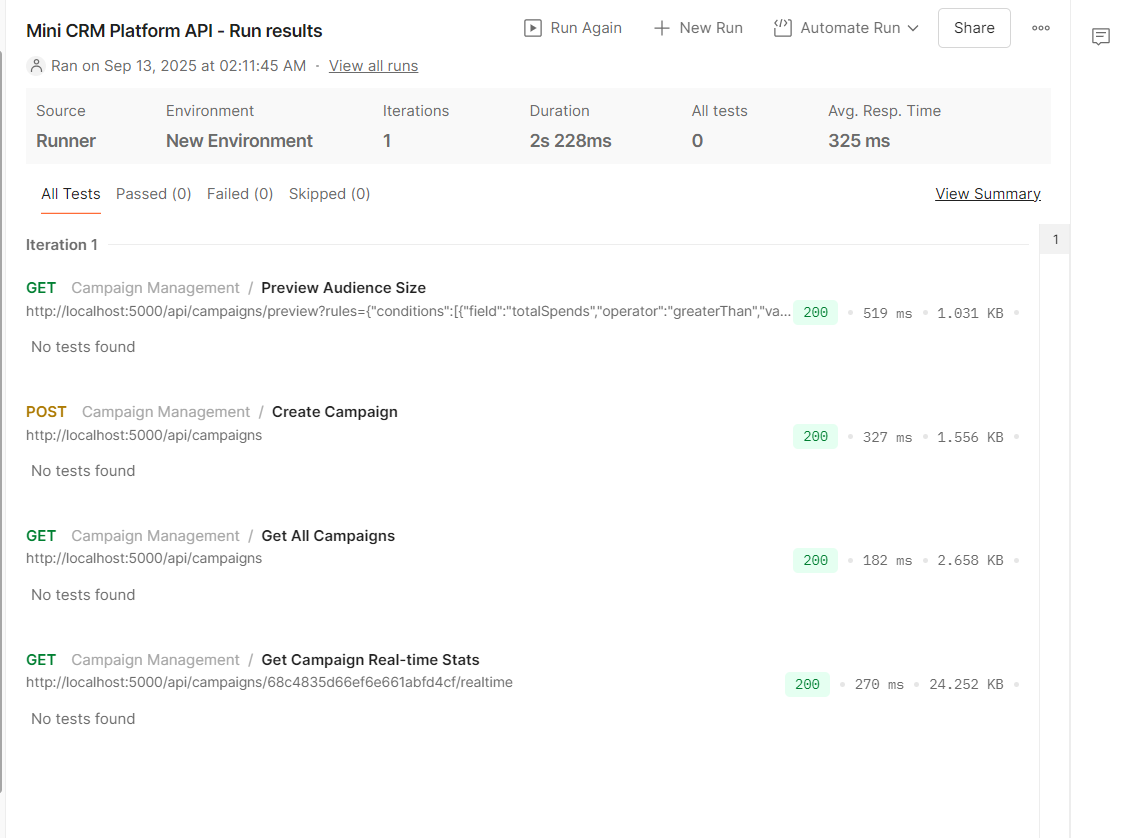 Mini CRM Platform API - Run results
Run Again
New Run
Automate Run
Share
Ran on Sep 13, 2025 at 02:11:45 AM · View all runs
Source Environment Iterations Duration All tests Avg. Resp. Time
Runner New Environment 1 2s 228ms 0 325 ms
All Tests Passed (0) Failed (0) Skipped (0) View Summary
Iteration 1
1
GET Campaign Management / Preview Audience Size
http://localhost:5000/api/campaigns/preview?rules={"conditions":[{"field":"totalSpends","operator":"greaterThan","va... 200 • 519 ms • 1.031 KB •
No tests found
POST Campaign Management / Create Campaign
http://localhost:5000/api/campaigns 200 • 327 ms • 1.556 KB •
No tests found
GET Campaign Management / Get All Campaigns
http://localhost:5000/api/campaigns 200 • 182 ms • 2.658 KB •
No tests found
GET Campaign Management / Get Campaign Real-time Stats
http://localhost:5000/api/campaigns/68c4835d66ef6e661abfd4cf/realtime 200 • 270 ms • 24.252 KB •
No tests found